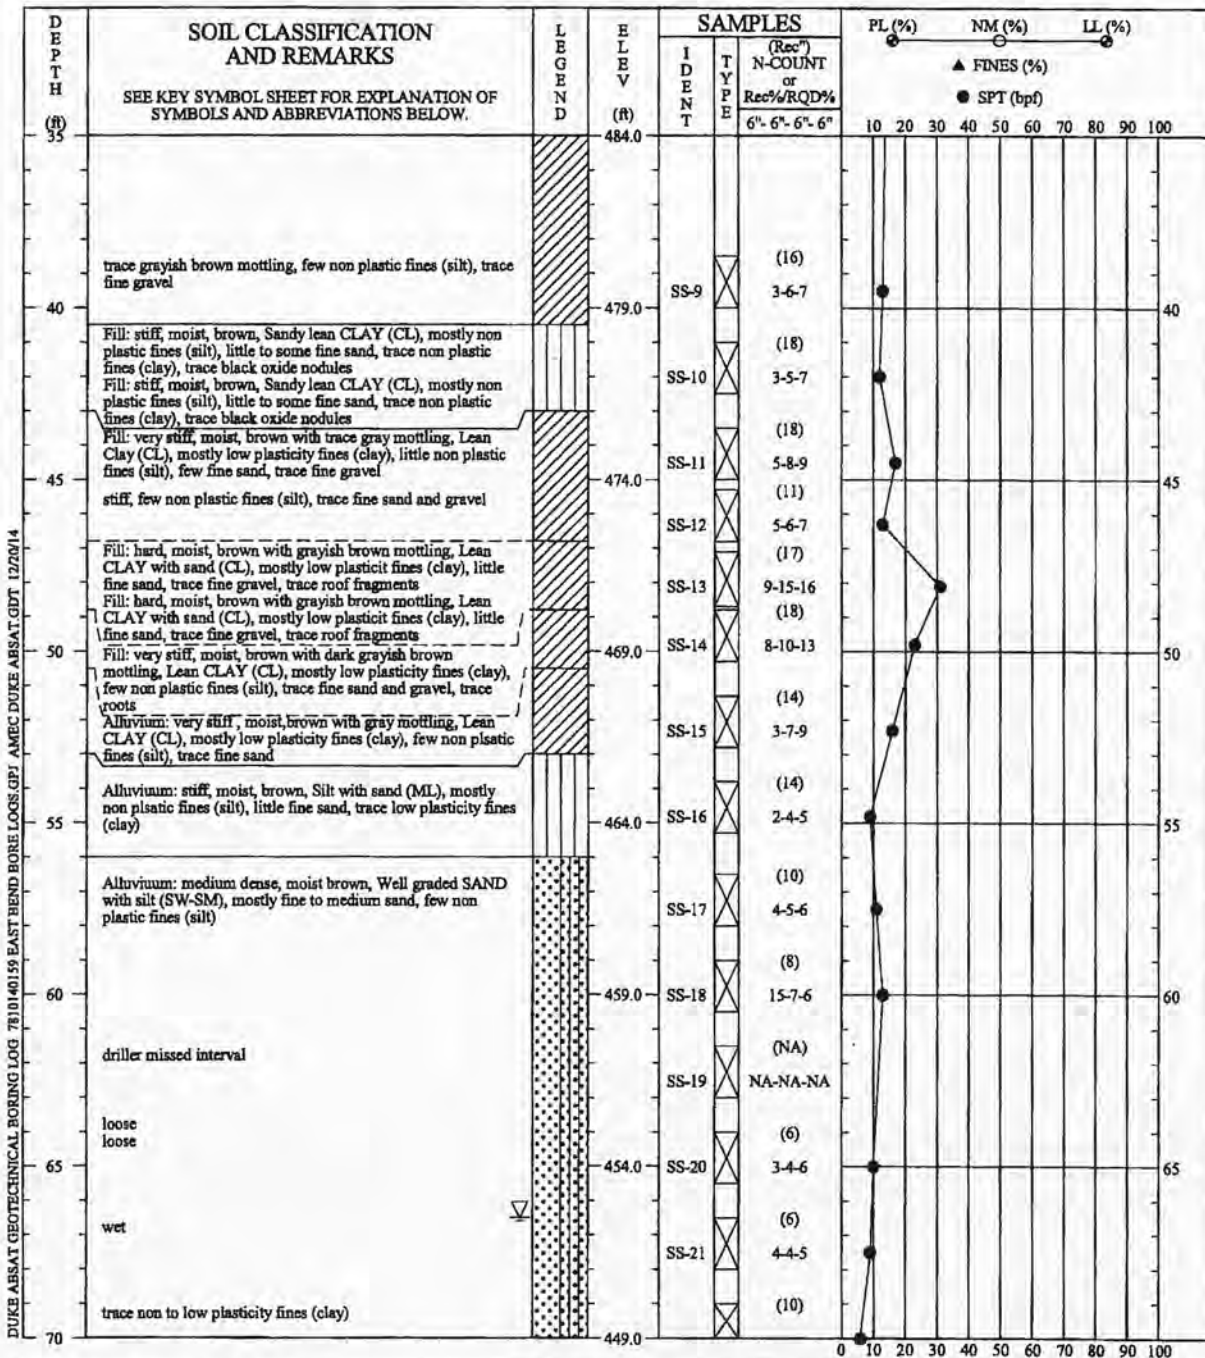 DEPTH (ft)
SOIL CLASSIFICATION
AND REMARKS
SEE KEY SYMBOL SHEET FOR EXPLANATION OF
SYMBOLS AND ABBREVIATIONS BELOW.
LEGEND
ELEV (ft)
SAMPLES
IDENT
TYPE
(Rec")
N-COUNT
or
Rec%/RQD%
6"- 6"- 6"- 6"
PL (%) NM (%) LL (%)
▲ FINES (%)
● SPT (bpf)
10 20 30 40 50 60 70 80 90 100
35 484.0
trace grayish brown mottling, few non plastic fines (silt), trace
fine gravel
SS-9 (16) 3-6-7
40 479.0 40
Fill: stiff, moist, brown, Sandy lean CLAY (CL), mostly non
plastic fines (silt), little to some fine sand, trace non plastic
fines (clay), trace black oxide nodules
Fill: stiff, moist, brown, Sandy lean CLAY (CL), mostly non
plastic fines (silt), little to some fine sand, trace non plastic
fines (clay), trace black oxide nodules
SS-10 (18) 3-5-7
Fill: very stiff, moist, brown with trace gray mottling, Lean
Clay (CL), mostly low plasticity fines (clay), little non plastic
fines (silt), few fine sand, trace fine gravel
SS-11 (18) 5-8-9
45 474.0 45
stiff, few non plastic fines (silt), trace fine sand and gravel
SS-12 (11) 5-6-7
Fill: hard, moist, brown with grayish brown mottling, Lean
CLAY with sand (CL), mostly low plasticit fines (clay), little
fine sand, trace fine gravel, trace roof fragments
Fill: hard, moist, brown with grayish brown mottling, Lean
CLAY with sand (CL), mostly low plasticit fines (clay), little
fine sand, trace fine gravel, trace roof fragments
SS-13 (17) 9-15-16
SS-14 (18) 8-10-13
50 469.0 50
Fill: very stiff, moist, brown with dark grayish brown
mottling, Lean CLAY (CL), mostly low plasticity fines (clay),
few non plastic fines (silt), trace fine sand and gravel, trace
roots
Alluvium: very stiff , moist,brown with gray mottling, Lean
CLAY (CL), mostly low plasticity fines (clay), few non plsatic
fines (silt), trace fine sand
SS-15 (14) 3-7-9
Alluviuum: stiff, moist, brown, Silt with sand (ML), mostly
non plsatic fines (silt), little fine sand, trace low plasticity fines
(clay)
SS-16 (14) 2-4-5
55 464.0 55
Alluviuum: medium dense, moist brown, Well graded SAND
with silt (SW-SM), mostly fine to medium sand, few non
plastic fines (silt)
SS-17 (10) 4-5-6
60 459.0 SS-18 (8) 15-7-6 60
driller missed interval
SS-19 (NA) NA-NA-NA
loose
loose
65 454.0 SS-20 (6) 3-4-6 65
wet
SS-21 (6) 4-4-5
trace non to low plasticity fines (clay)
(10)
70 449.0
0 10 20 30 40 50 60 70 80 90 100
DUKE ABSAT GEOTECHNICAL BORING LOG 7810140159 EAST BEND BORE LOGS.GPJ AMEC DUKE ABSAT.GDT 12/20/14